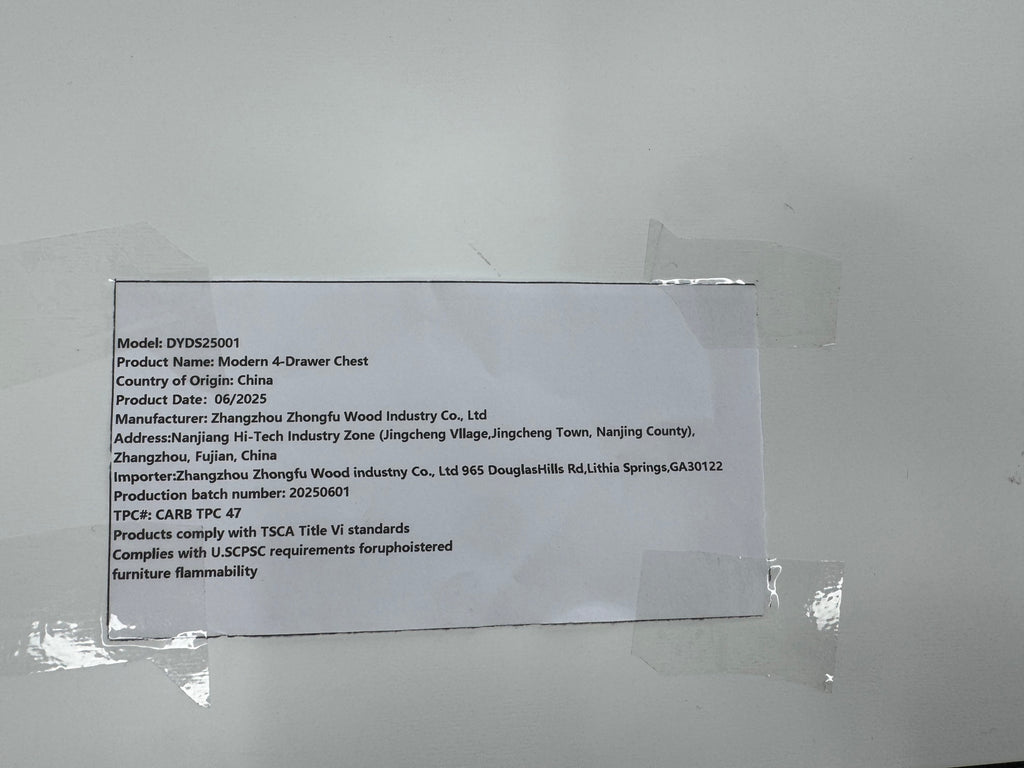 Model: DYDS25001
Product Name: Modern 4-Drawer Chest
Country of Origin: China
Product Date: 06/2025
Manufacturer: Zhangzhou Zhongfu Wood Industry Co., Ltd
Address:Nanjiang Hi-Tech Industry Zone (Jingcheng Vllage,Jingcheng Town, Nanjing County),
Zhangzhou, Fujian, China
Importer:Zhangzhou Zhongfu Wood industny Co., Ltd 965 DouglasHills Rd,Lithia Springs,GA30122
Production batch number: 20250601
TPC#: CARB TPC 47
Products comply with TSCA Title Vi standards
Complies with U.SCPSC requirements foruphoistered
furniture flammability